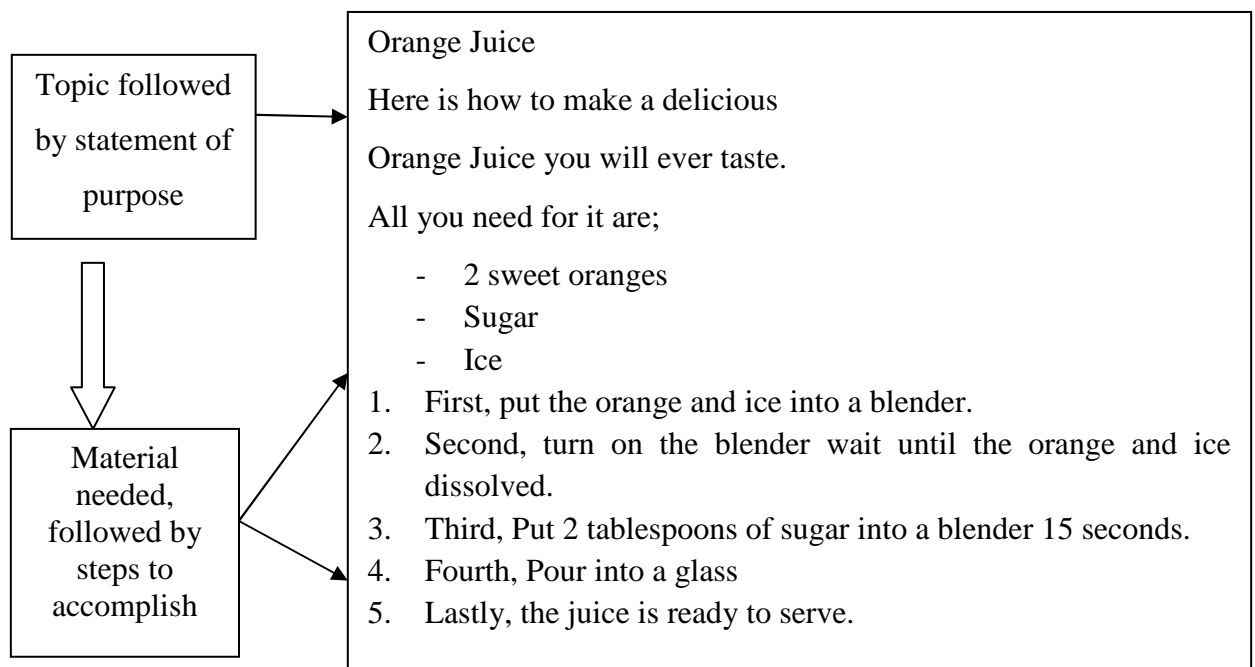 Topic followed
by statement of
purpose
Orange Juice
Here is how to make a delicious
Orange Juice you will ever taste.
All you need for it are;
- 2 sweet oranges
- Sugar
- Ice
1. First, put the orange and ice into a blender.
2. Second, turn on the blender wait until the orange and ice
dissolved.
3. Third, Put 2 tablespoons of sugar into a blender 15 seconds.
4. Fourth, Pour into a glass
5. Lastly, the juice is ready to serve.
Material
needed,
followed by
steps to
accomplish